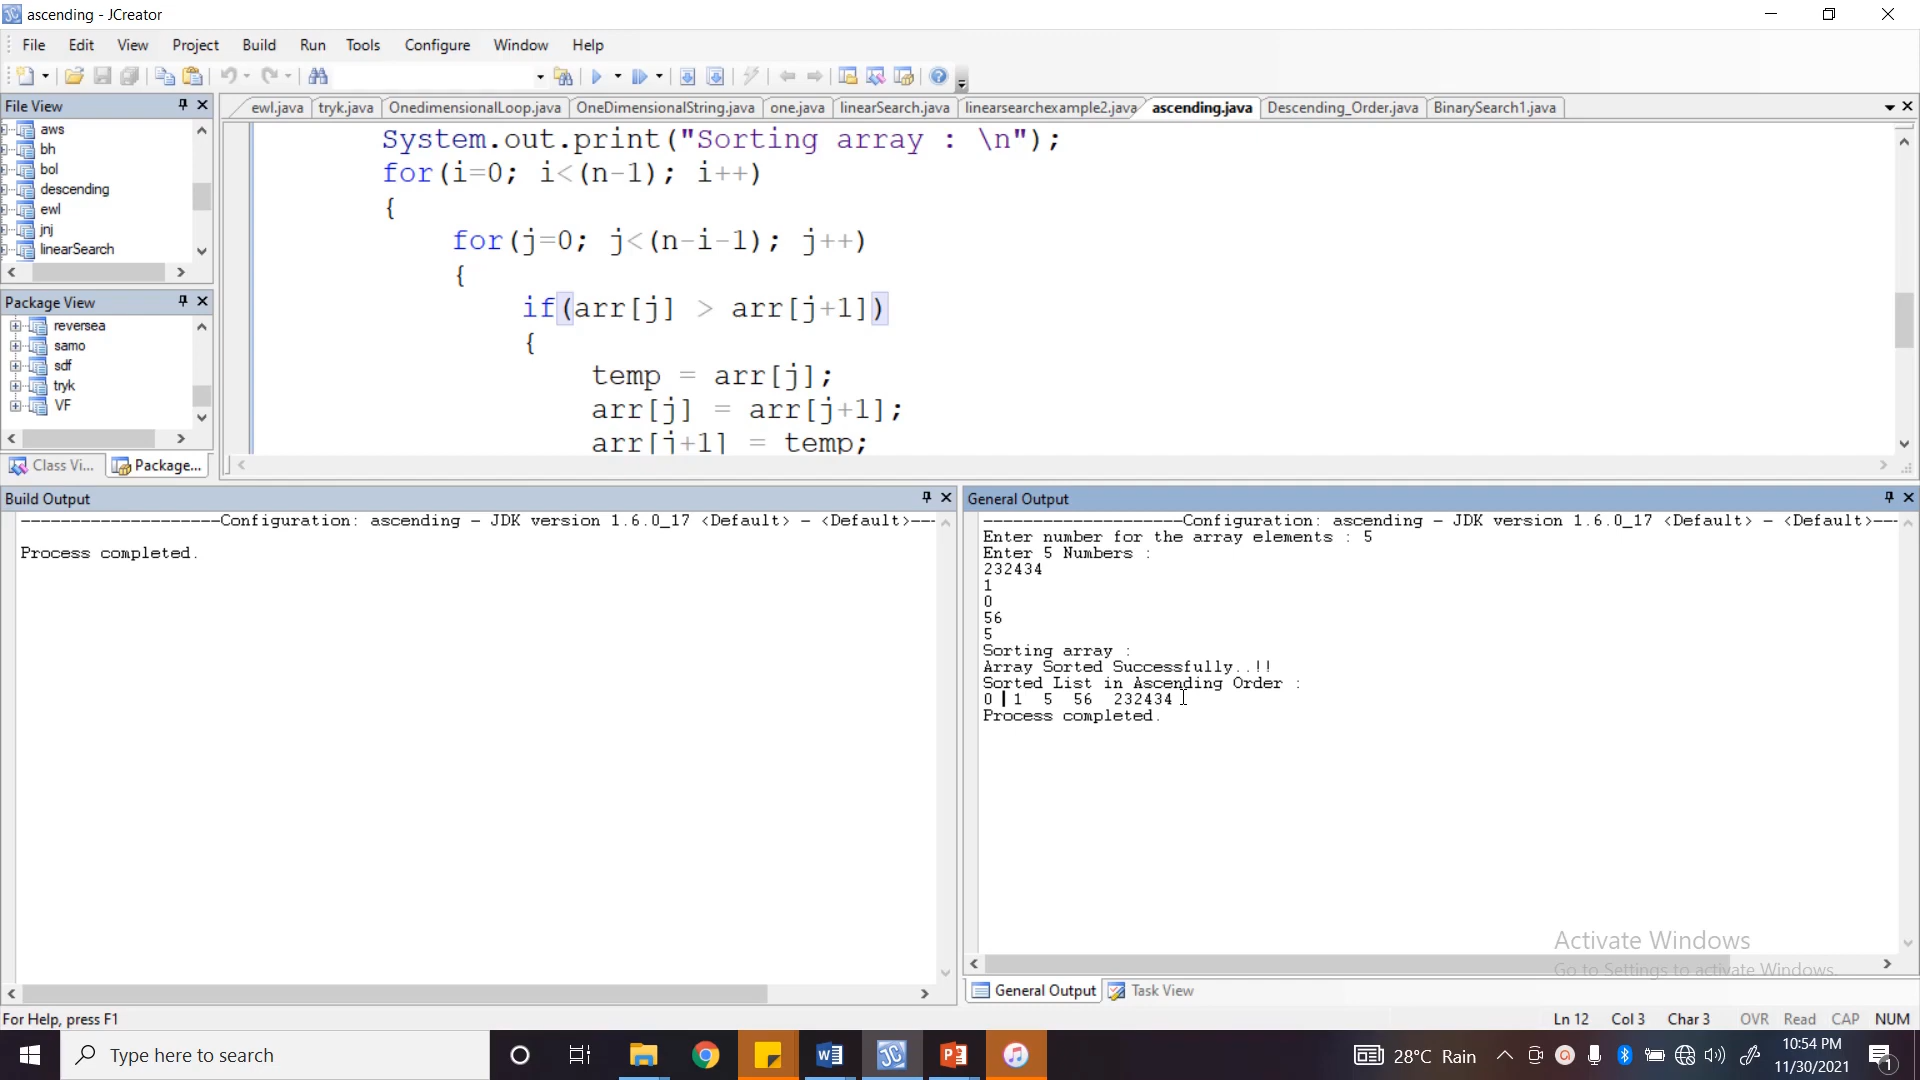 ascending - JCreator
File Edit View Project Build Run Tools Configure Window Help
File View
aws
bh
bol
descending
ewl
jnj
linearSearch
Package View
reversea
samo
sdf
tryk
VF
Class Vi... Package...
ewl.java tryk.java OnedimensionalLoop.java OneDimensionalString.java one.java linearSearch.java linearsearchexample2.java ascending.java Descending_Order.java BinarySearch1.java
System.out.print("Sorting array : \n");
for(i=0; i<(n-1); i++)
{
for(j=0; j<(n-i-1); j++)
{
if(arr[j] > arr[j+1])
{
temp = arr[j];
arr[j] = arr[j+1];
arr[j+1] = temp;
Build Output
--------------------Configuration: ascending - JDK version 1.6.0_17 <Default> - <Default>---
Process completed.
General Output
--------------------Configuration: ascending - JDK version 1.6.0_17 <Default> - <Default>---
Enter number for the array elements : 5
Enter 5 Numbers :
232434
1
0
56
5
Sorting array :
Array Sorted Successfully..!!
Sorted List in Ascending Order :
0 1 5 56 232434
Process completed.
Activate Windows
Go to Settings to activate Windows.
General Output Task View
For Help, press F1
Ln 12 Col 3 Char 3 OVR Read CAP NUM
Type here to search
28°C Rain
10:54 PM
11/30/2021
1